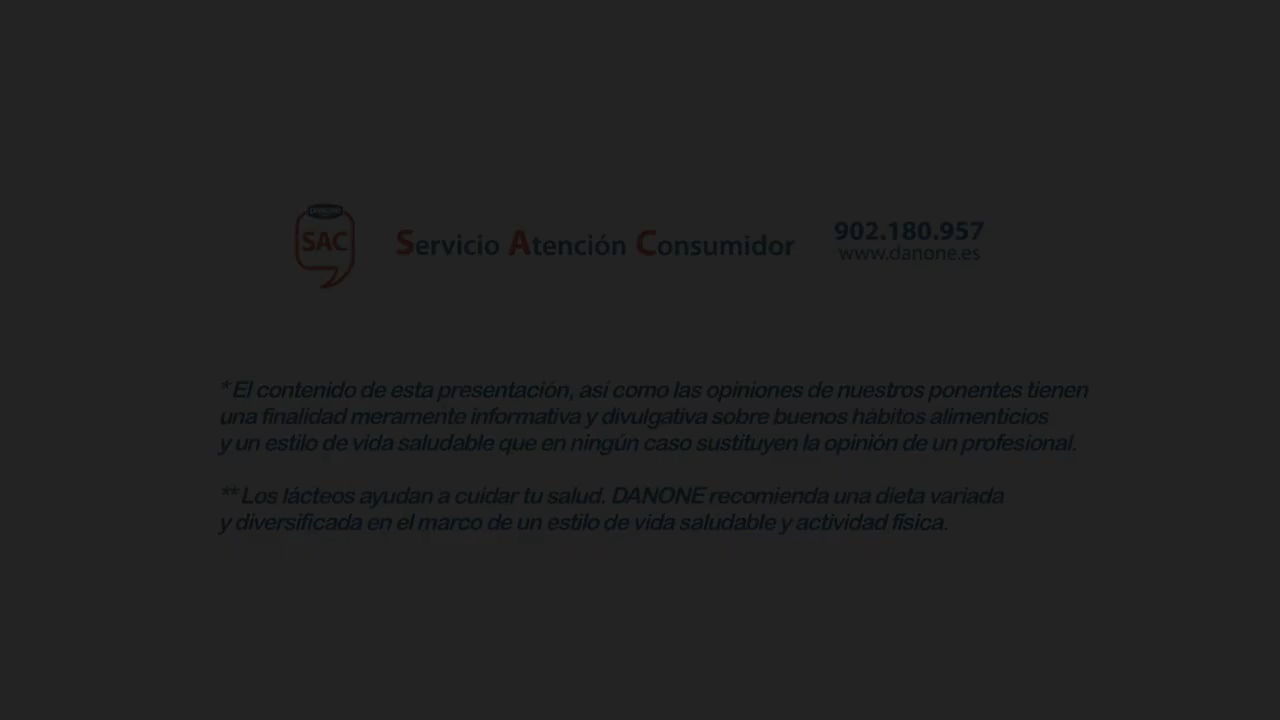 DANONE
SAC
Servicio Atención Consumidor
902.180.957
www.danone.es
* El contenido de esta presentación, así como las opiniones de nuestros ponentes tienen
una finalidad meramente informativa y divulgativa sobre buenos hábitos alimenticios
y un estilo de vida saludable que en ningún caso sustituyen la opinión de un profesional.
** Los lácteos ayudan a cuidar tu salud. DANONE recomienda una dieta variada
y diversificada en el marco de un estilo de vida saludable y actividad física.